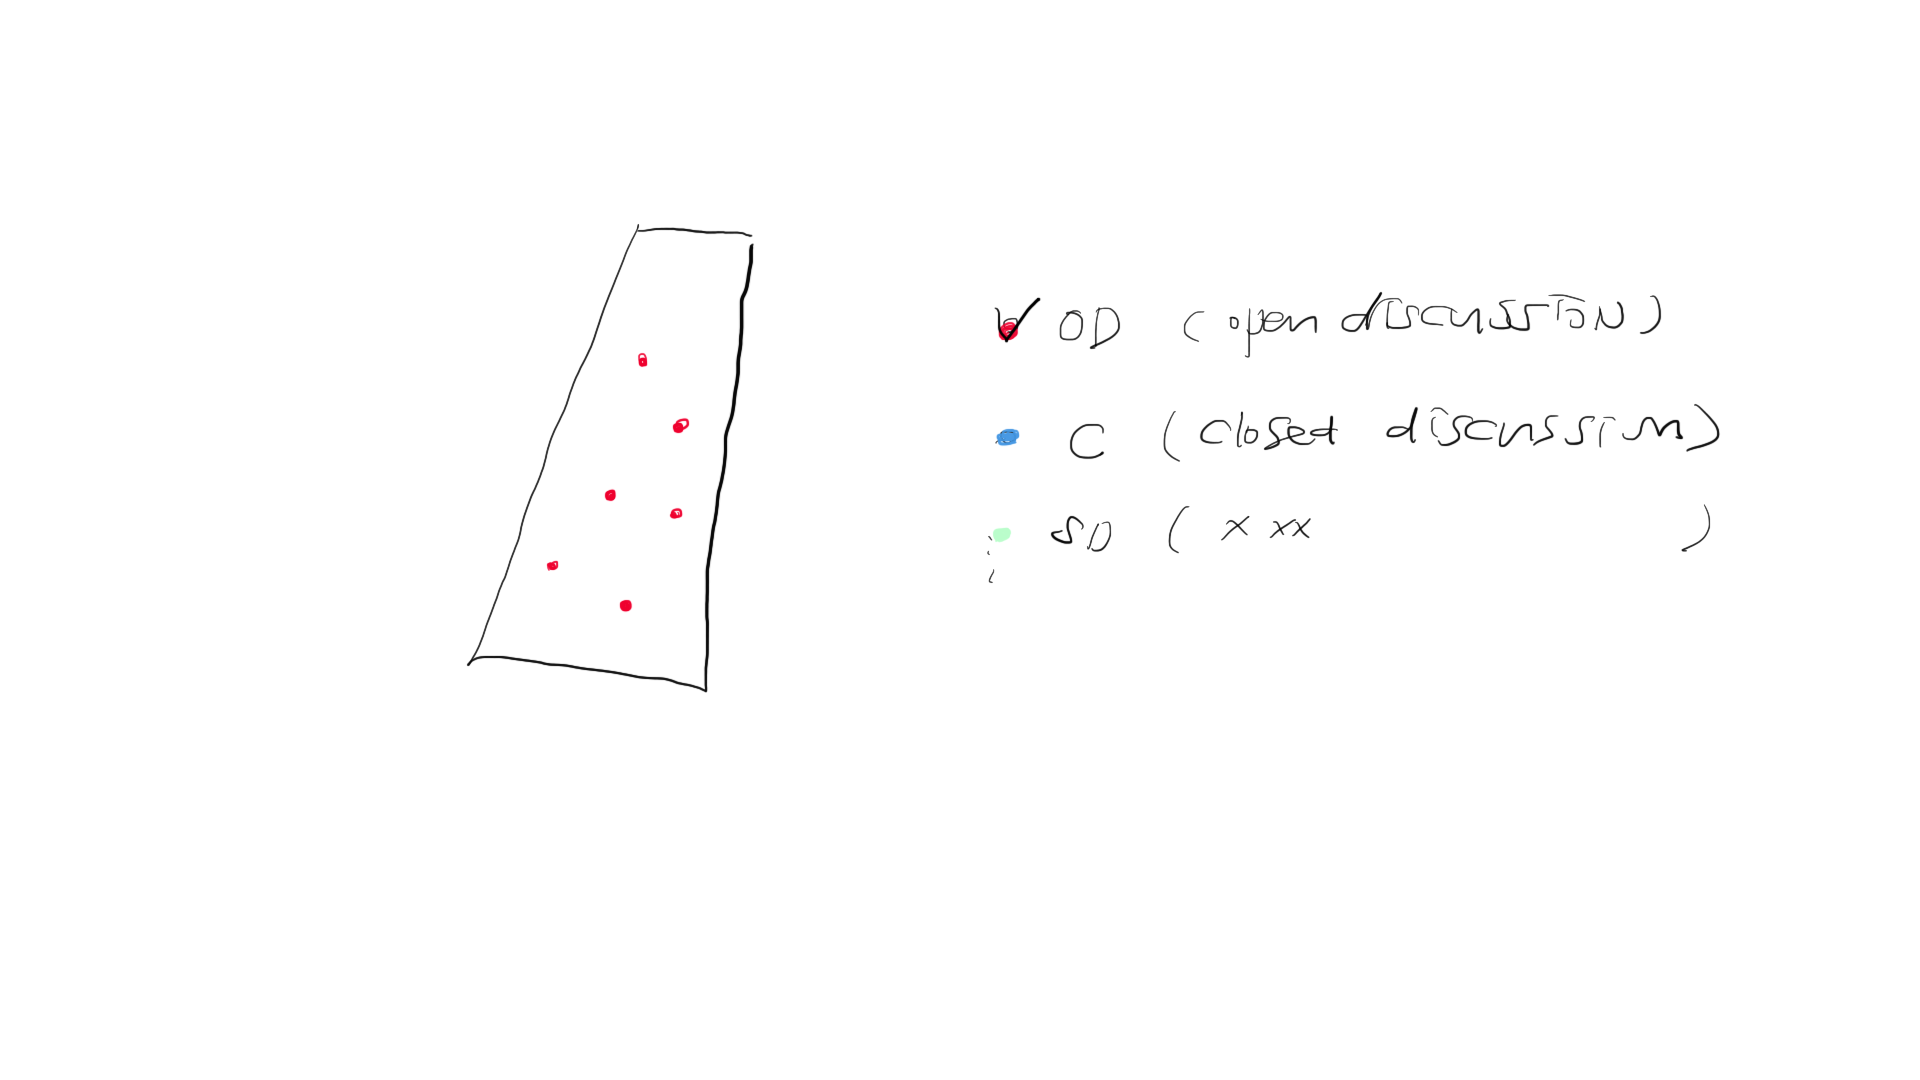 OD (open discussion)
C (closed discussion)
SD (x xx )